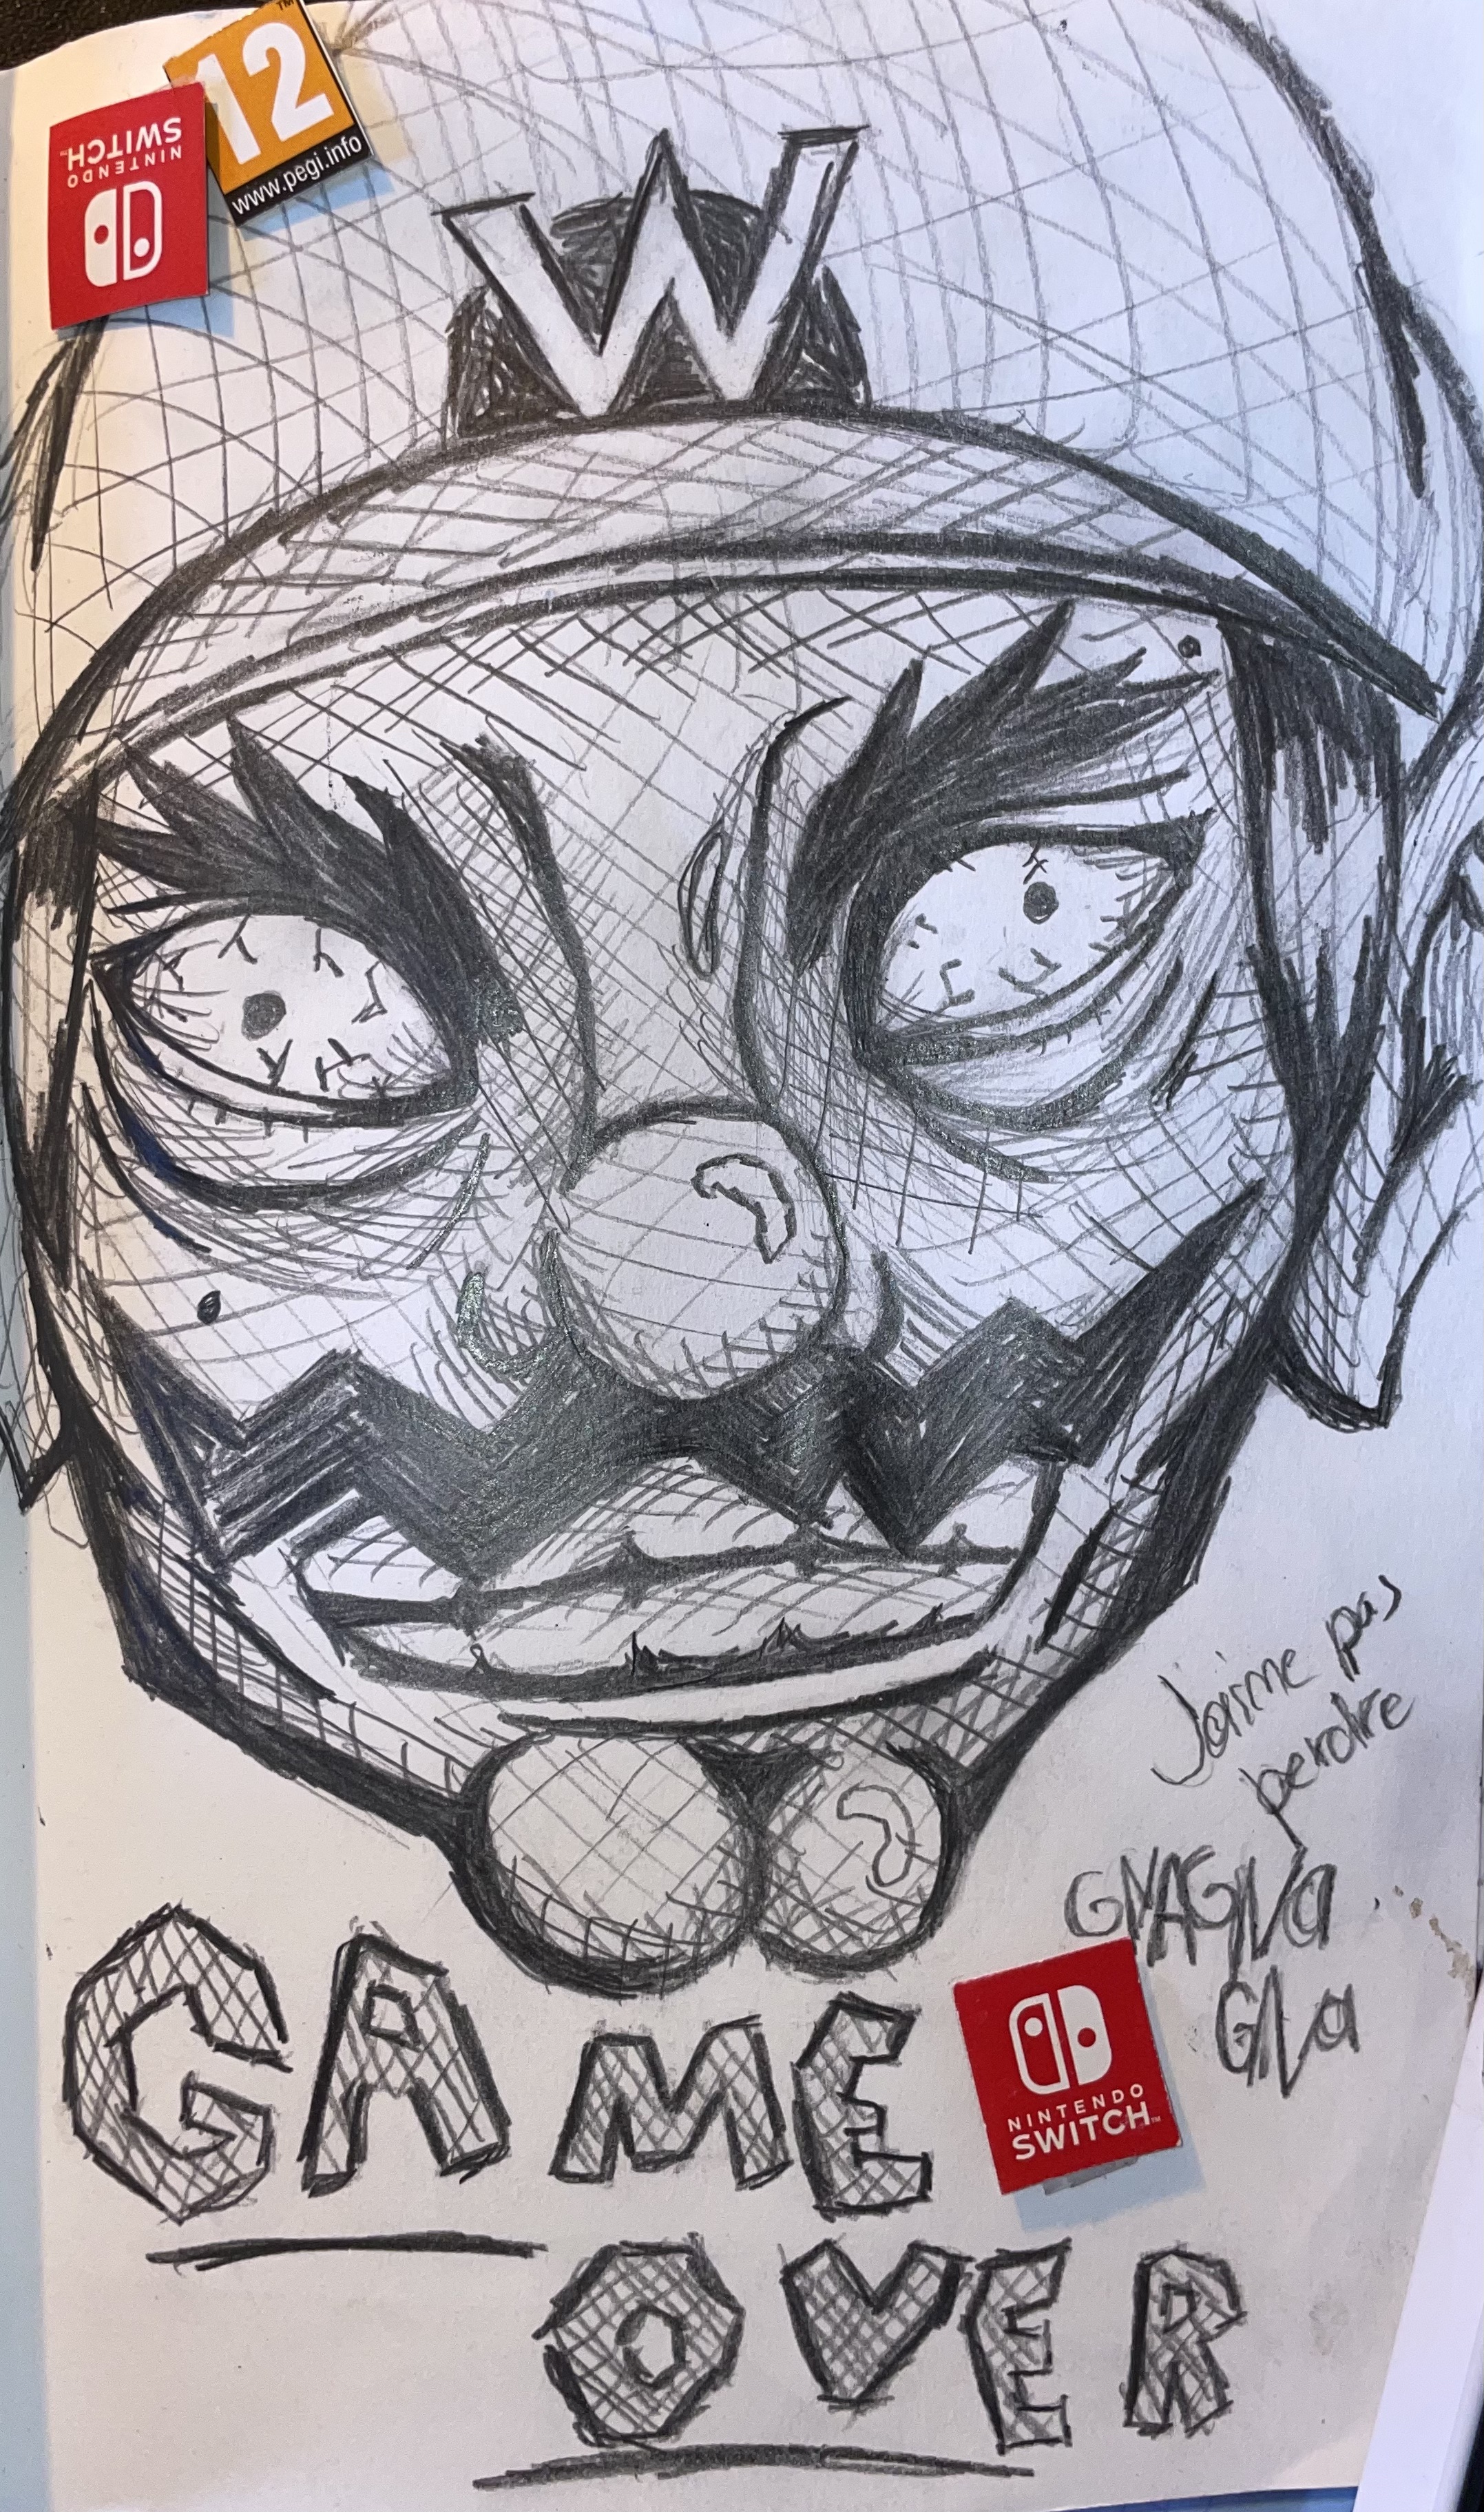 12
www.pegi.info
NINTENDO
SWITCH
W
J'aime pas
perdre
GNAGNa
GNa
GAME
NINTENDO
SWITCH
OVER